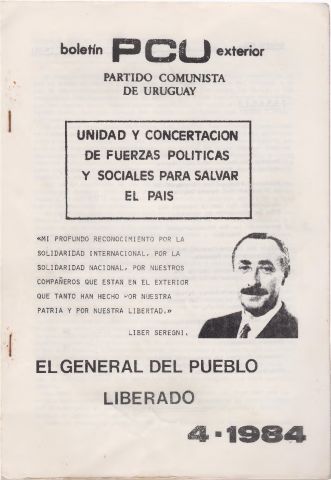 boletín PCU exterior
PARTIDO COMUNISTA
DE URUGUAY
UNIDAD Y CONCERTACION
DE FUERZAS POLITICAS
Y SOCIALES PARA SALVAR
EL PAIS
«MI PROFUNDO RECONOCIMIENTO POR LA
SOLIDARIDAD INTERNACIONAL, POR LA
SOLIDARIDAD NACIONAL, POR NUESTROS
COMPAÑEROS QUE ESTAN EN EL EXTERIOR
QUE TANTO HAN HECHO POR NUESTRA
PATRIA Y POR NUESTRA LIBERTAD.»
LIBER SEREGNI.
EL GENERAL DEL PUEBLO
LIBERADO
4-1984